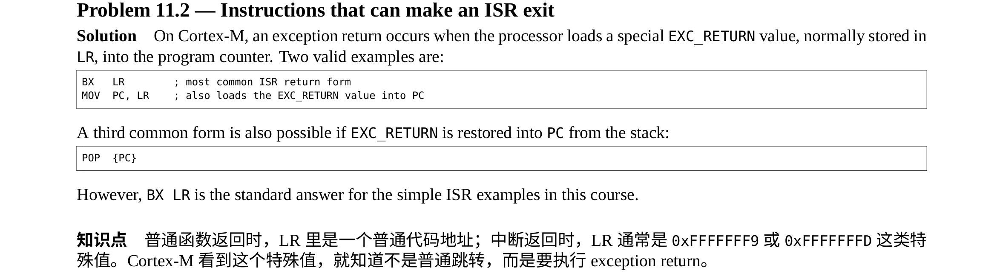 Problem 11.2 — Instructions that can make an ISR exit
Solution On Cortex-M, an exception return occurs when the processor loads a special EXC_RETURN value, normally stored in
LR, into the program counter. Two valid examples are:
BX   LR        ; most common ISR return form
MOV  PC, LR    ; also loads the EXC_RETURN value into PC
A third common form is also possible if EXC_RETURN is restored into PC from the stack:
POP  {PC}
However, BX LR is the standard answer for the simple ISR examples in this course.
知识点 普通函数返回时，LR 里是一个普通代码地址；中断返回时，LR 通常是 0xFFFFFFF9 或 0xFFFFFFFD 这类特
殊值。Cortex-M 看到这个特殊值，就知道不是普通跳转，而是要执行 exception return。